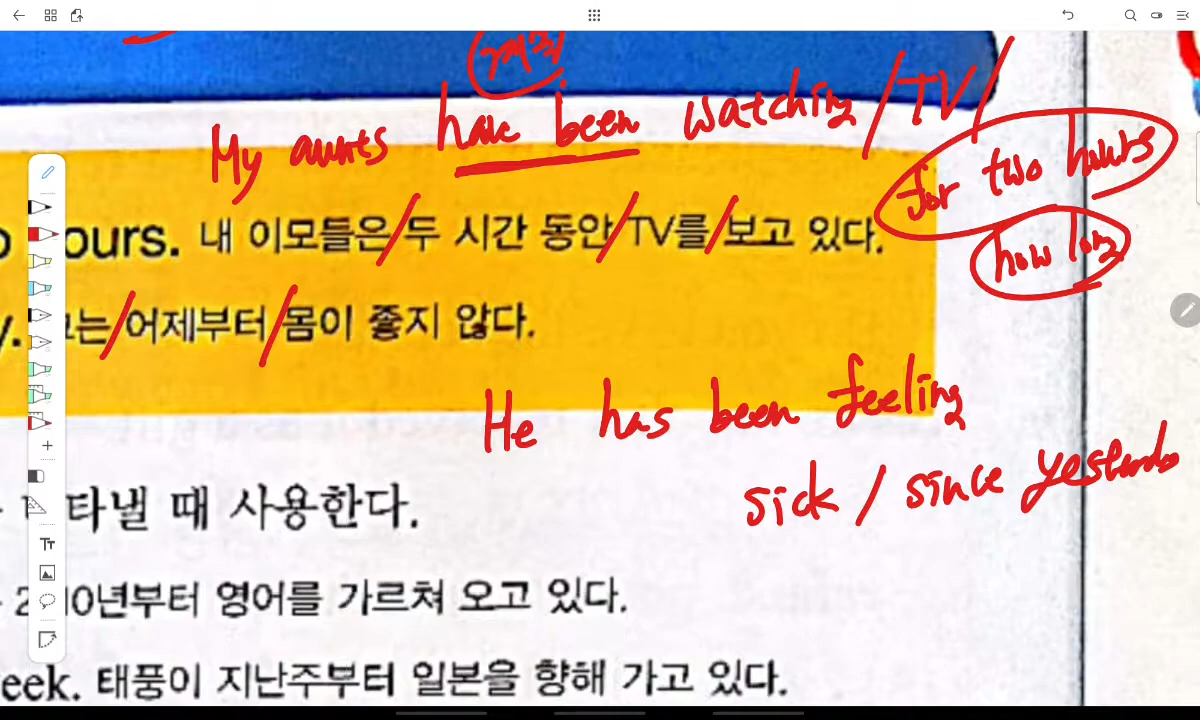 My aunts have been watching / TV /
for two hours
ours. 내 이모들은/두 시간 동안/TV를/보고 있다.
how long
y. 그는/어제부터/몸이 좋지 않다.
He has been feeling
sick / since yesterda
타낼 때 사용한다.
2010년부터 영어를 가르쳐 오고 있다.
eek. 태풍이 지난주부터 일본을 향해 가고 있다.
Tт